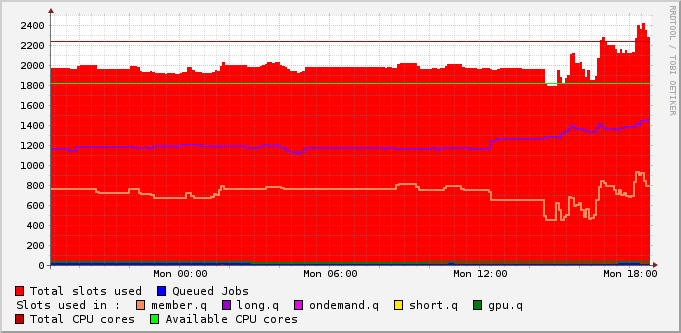 2400
2200
2000
1800
1600
1400
1200
1000
800
600
400
200
0
Mon 00:00 Mon 06:00 Mon 12:00 Mon 18:00
Total slots used Queued Jobs
Slots used in : member.q long.q ondemand.q short.q gpu.q
Total CPU cores Available CPU cores
RRDTOOL / TOBI OETIKER